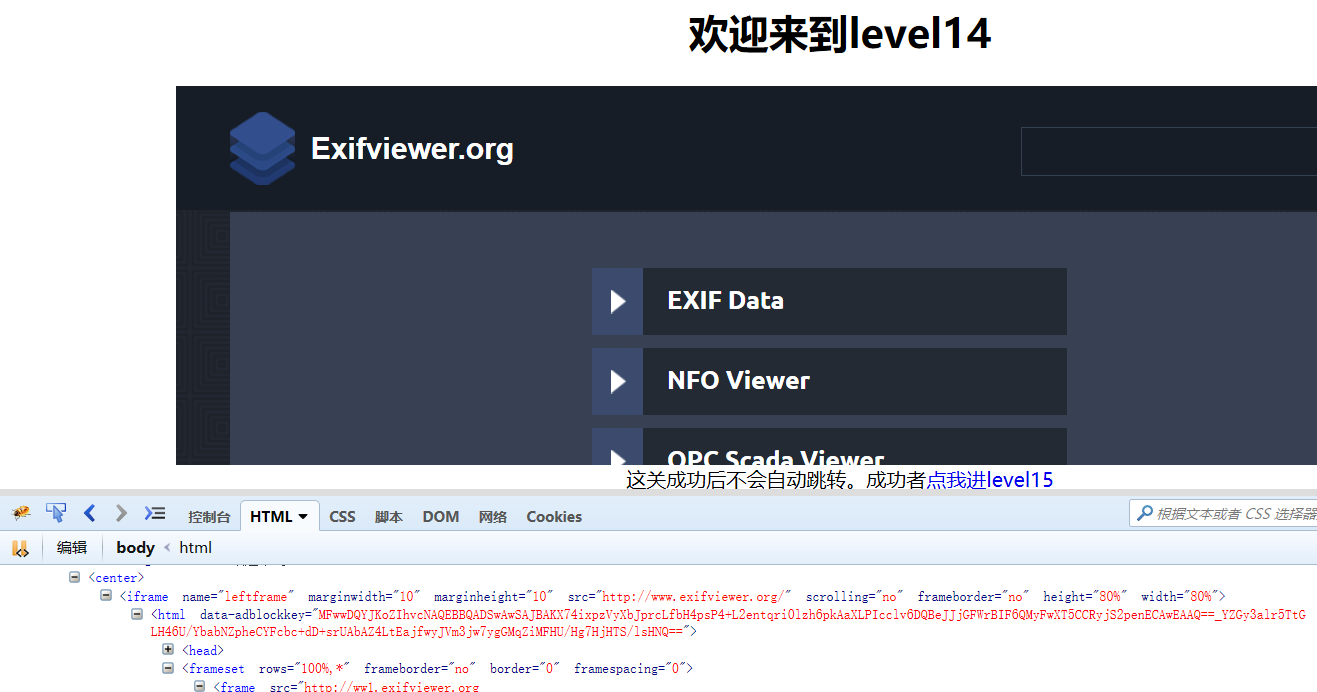 欢迎来到level14
Exifviewer.org
EXIF Data
NFO Viewer
OPC Scada Viewer
这关成功后不会自动跳转。成功者点我进level15
控制台 HTML CSS 脚本 DOM 网络 Cookies 根据文本或者 CSS 选择器
编辑 body < html
<center>
<iframe name="leftframe" marginwidth="10" marginheight="10" src="http://www.exifviewer.org/" scrolling="no" frameborder="no" height="80%" width="80%">
<html data-adblockkey="MFwwDQYJKoZIhvcNAQEBBQADSwAwSAJBAKX74ixpzVyXbJprcLfbH4psP4+L2entqri0lzh6pkAaXLPIcclv6DQBeJJjGFWrBIF6QMyFwXT5CCRyjS2penECAwEAAQ==_YZGy3alr5TtG
LH46U/YbabNZpheCYFcbc+dD+srUAbAZ4LtEajfwyJVm3jw7ygGMqZiMFHU/Hg7HjHTS/lsHNQ==">
<head>
<frameset rows="100%,*" frameborder="no" border="0" framespacing="0">
<frame src="http://ww1.exifviewer.org